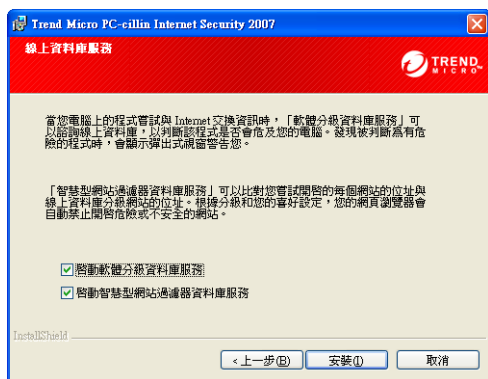 Trend Micro PC-cillin Internet Security 2007
線上資料庫服務
TREND
MICRO
當您電腦上的程式嘗試與 Internet 交換資訊時，「軟體分級資料庫服務」可
以諮詢線上資料庫，以判斷該程式是否會危及您的電腦。發現被判斷為有危
險的程式時，會顯示彈出式視窗警告您。
「智慧型網站過濾器資料庫服務」可以比對您嘗試開啟的每個網站的位址與
線上資料庫分級網站的位址。根據分級和您的喜好設定，您的網頁瀏覽器會
自動禁止開啟危險或不安全的網站。
啓動軟體分級資料庫服務
啓動智慧型網站過濾器資料庫服務
InstallShield
<上一步(B)
安裝(I)
取消